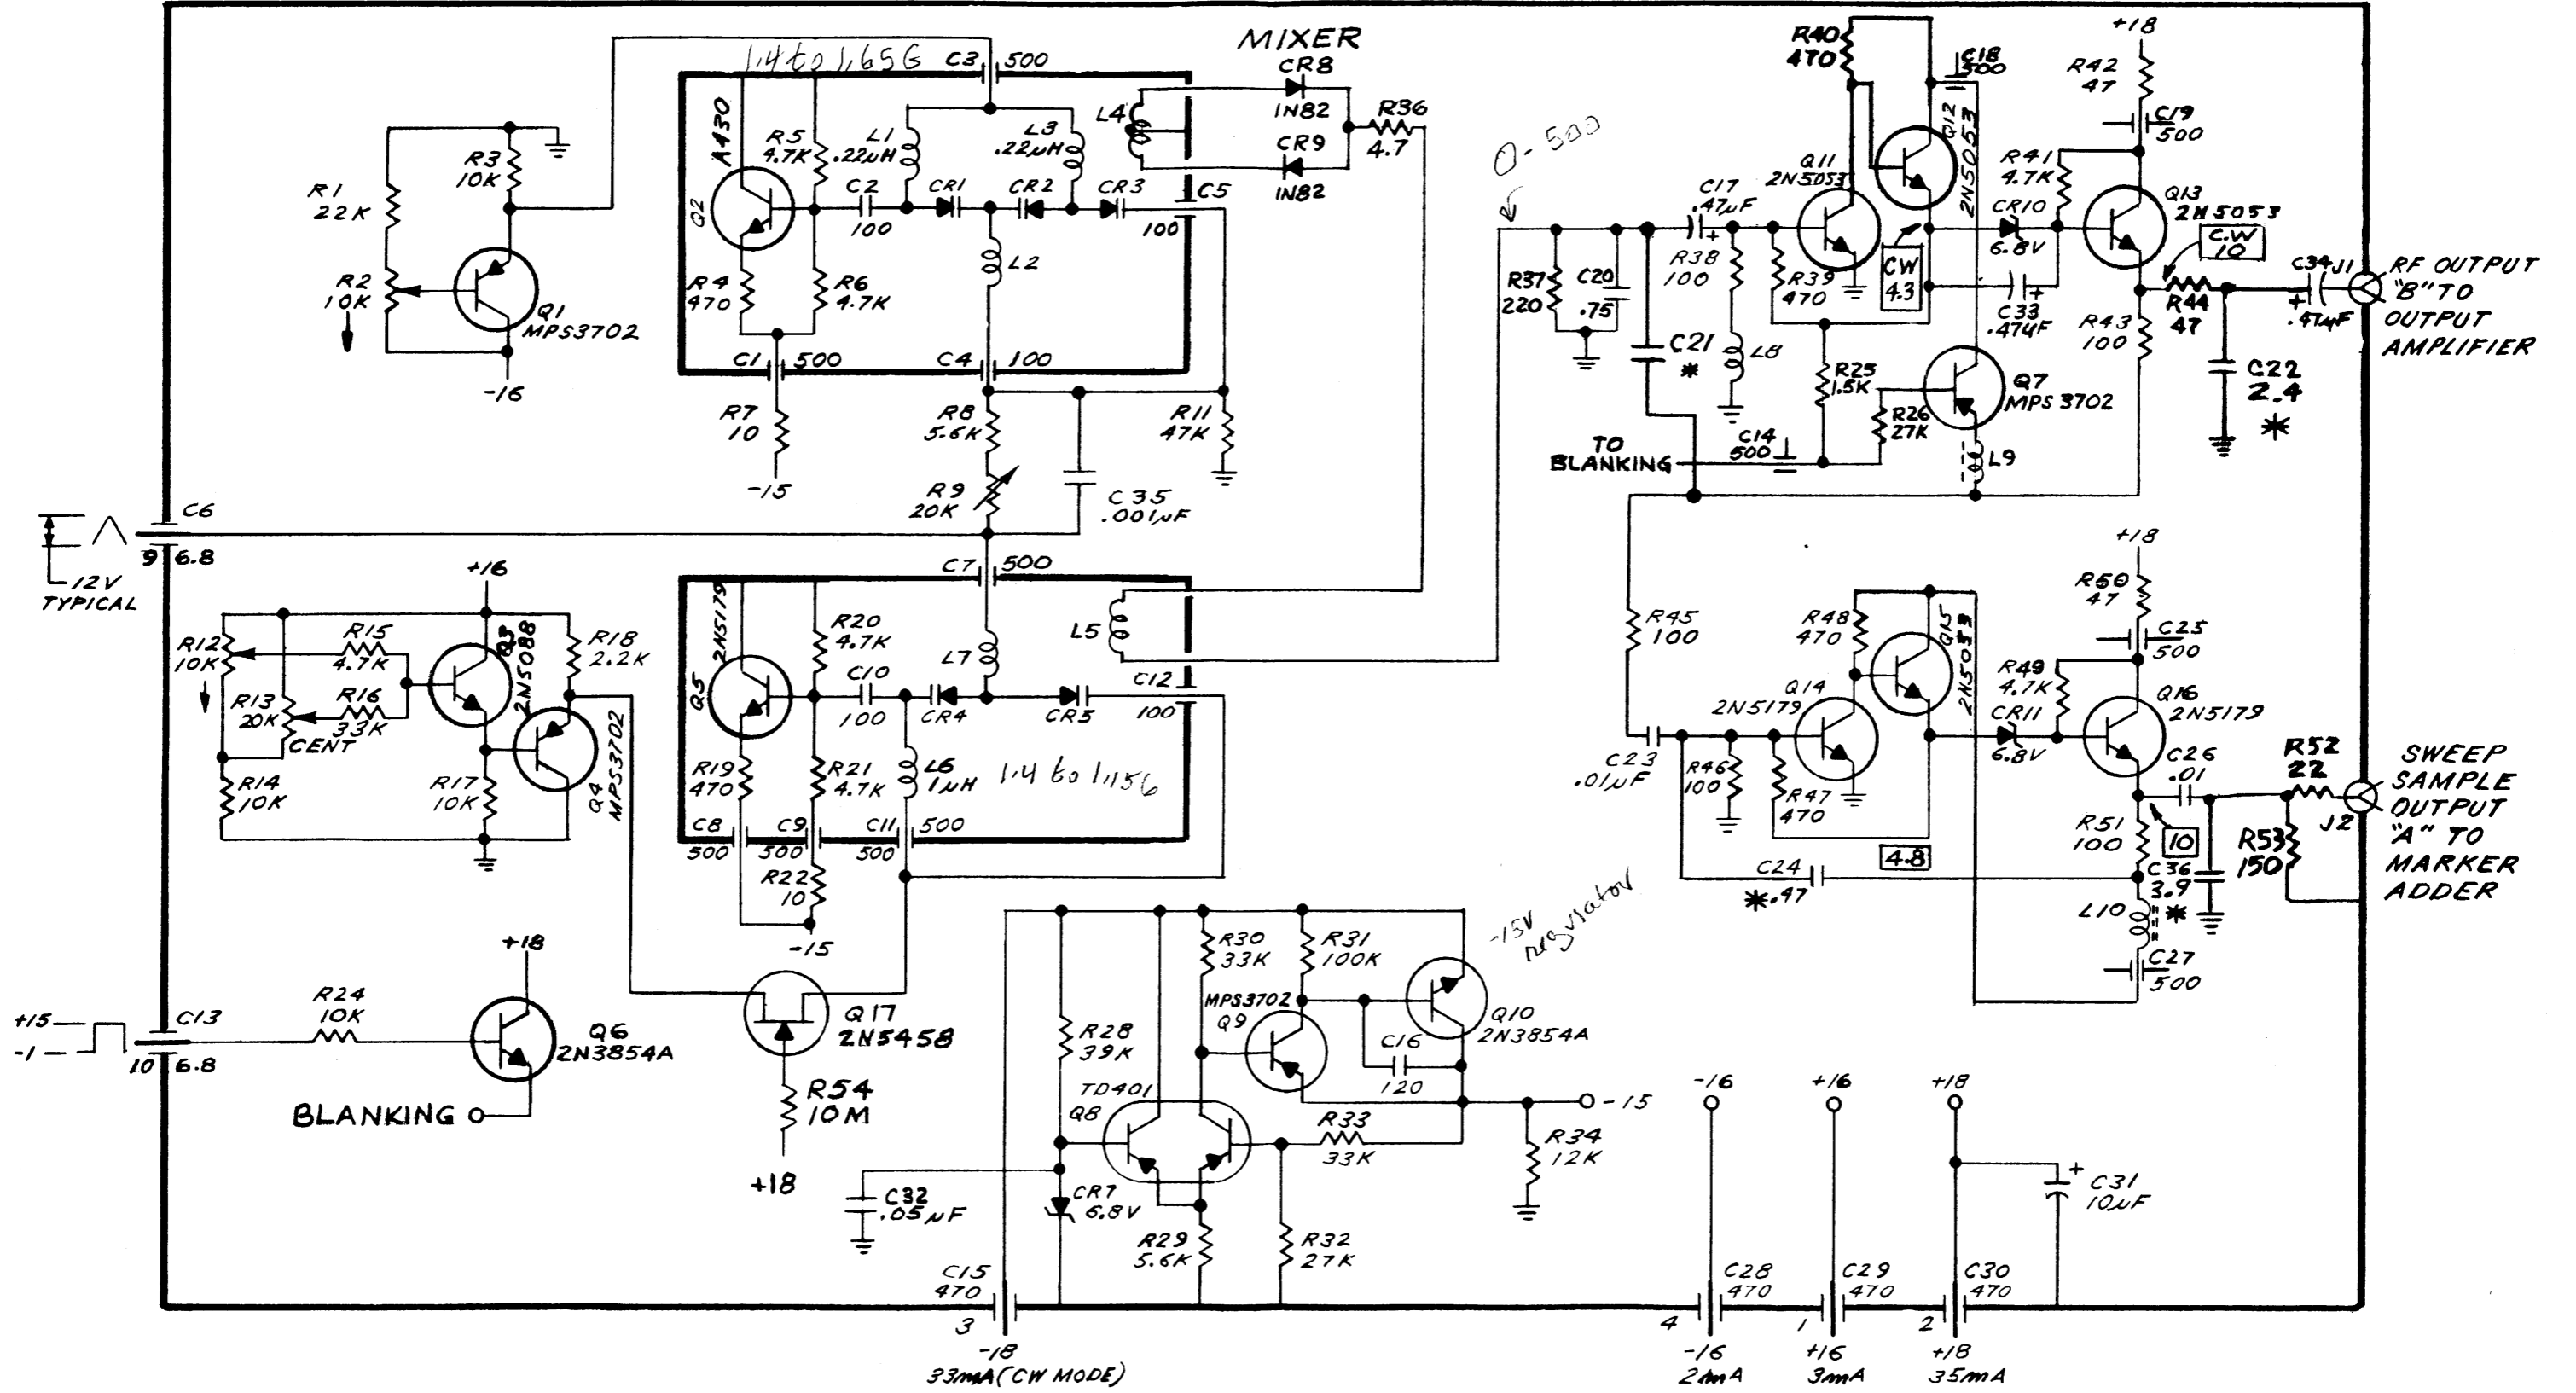 1.4 to 1.65G
C3 500
MIXER
CR8
1N82
CR9
1N82
R36
4.7
L4
A430
Q2
R5
4.7K
L1
.22µH
L3
.22µH
C2
100
CR1
CR2
CR3
C5
100
L2
R4
470
R6
4.7K
C1 500
C4 100
R3
10K
R1
22K
R2
10K
Q1
MPS3702
-16
R7
10
-15
R8
5.6K
R9
20K
R11
47K
C35
.001µF
C6
9 6.8
12V
TYPICAL
0-500
R40
470
C18
500
+18
R42
47
C19
500
Q12
2N5053
Q11
2N5053
C17
.47µF
+
R41
4.7K
CR10
6.8V
Q13
2N5053
C.W
10
R37
220
C20
.75
R38
100
R39
470
CW
4.3
C33
.47µF
+
R44
47
C34
+
.47µF
J1
RF OUTPUT
"B" TO
OUTPUT
AMPLIFIER
C21
*
L8
R43
100
C22
2.4
*
R25
1.5K
R26
27K
Q7
MPS 3702
TO
BLANKING
C14
500
L9
C7 500
2N5179
Q5
R20
4.7K
L5
L7
C10
100
CR4
CR5
C12
100
R19
470
R21
4.7K
L6
1µH
1.4 to 1.15G
C8
500
C9
500
C11
500
500
R22
10
-15
+16
R12
10K
R15
4.7K
R13
20K
CENT
R16
33K
R14
10K
Q3
2N5088
R18
2.2K
R17
10K
Q4
MPS3702
+18
+15
-1
C13
10 6.8
R24
10K
Q6
2N3854A
BLANKING
Q17
2N5458
R54
10M
+18
R45
100
R48
470
Q15
2N5053
+18
R50
47
C25
500
R49
4.7K
Q14
2N5179
CR11
6.8V
Q16
2N5179
C23
.01µF
R46
100
R47
470
4.8
C26
.01
R52
22
R51
100
10
C36
3.9
*
R53
150
J2
SWEEP
SAMPLE
OUTPUT
"A" TO
MARKER
ADDER
C24
*.47
L10
C27
500
-15V
regulator
R30
33K
R31
100K
MPS3702
Q9
Q10
2N3854A
R28
39K
C16
120
TD401
Q8
-15
R33
33K
R34
12K
C32
.05µF
CR7
6.8V
R29
5.6K
R32
27K
C15
470
3
-18
33mA (CW MODE)
-16
+16
+18
+
C31
10µF
C28
470
C29
470
C30
470
4
1
2
-16
2mA
+16
3mA
+18
35mA